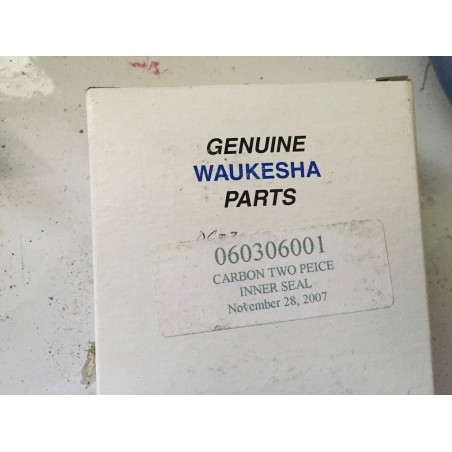 GENUINE
WAUKESHA
PARTS
060306001
CARBON TWO PEICE
INNER SEAL
November 28, 2007